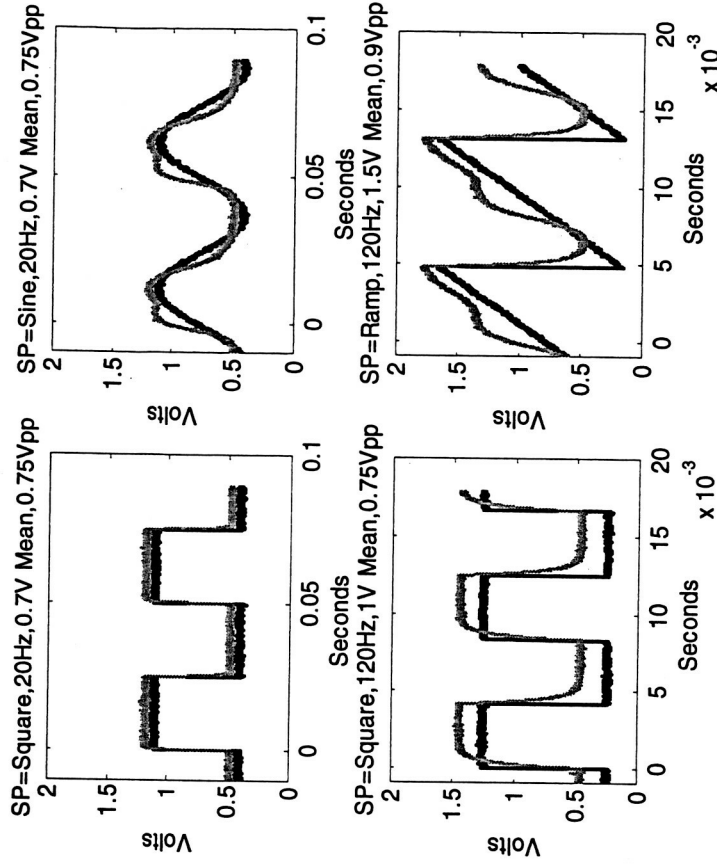 SP=Square,20Hz,0.7V Mean,0.75Vpp
2
1.5
1
0.5
0
Volts
0
0.05
0.1
Seconds
SP=Sine,20Hz,0.7V Mean,0.75Vpp
2
1.5
1
0.5
0
Volts
0
0.05
0.1
Seconds
SP=Square,120Hz,1V Mean,0.75Vpp
2
1.5
1
0.5
0
Volts
0
5
10
15
20
Seconds
x 10⁻³
SP=Ramp,120Hz,1.5V Mean,0.9Vpp
2
1.5
1
0.5
0
Volts
0
5
10
15
20
Seconds
x 10⁻³